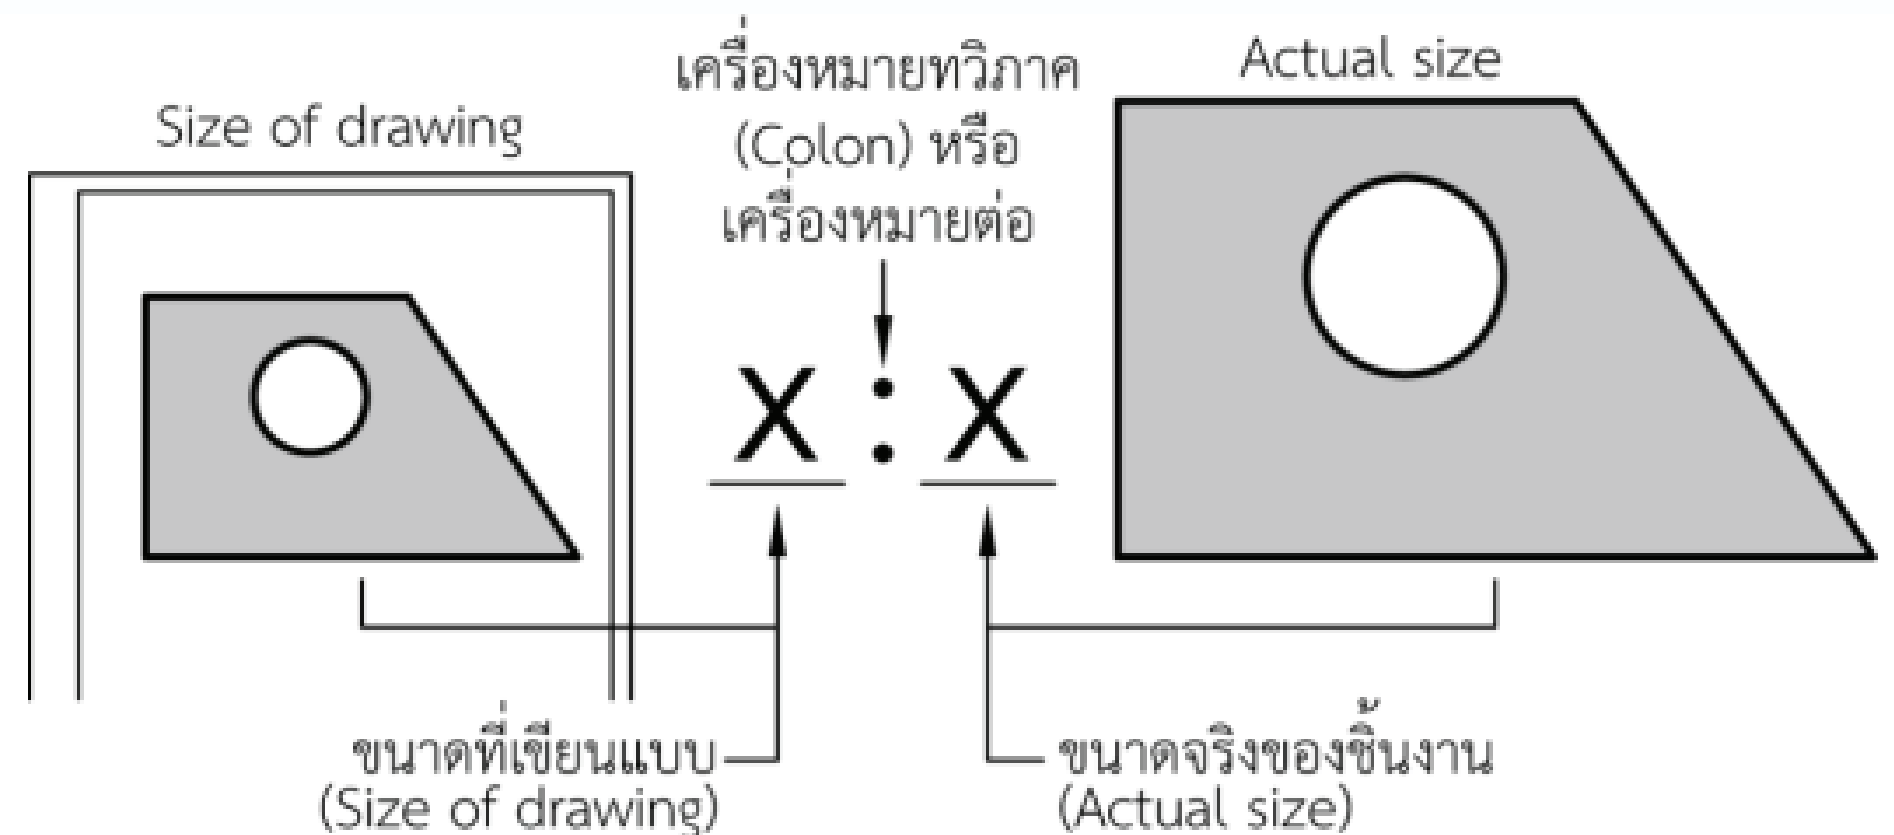 Size of drawing
เครื่องหมายทวิภาค
(Colon) หรือ
เครื่องหมายต่อ
Actual size
X : X
ขนาดที่เขียนแบบ
(Size of drawing)
ขนาดจริงของชิ้นงาน
(Actual size)